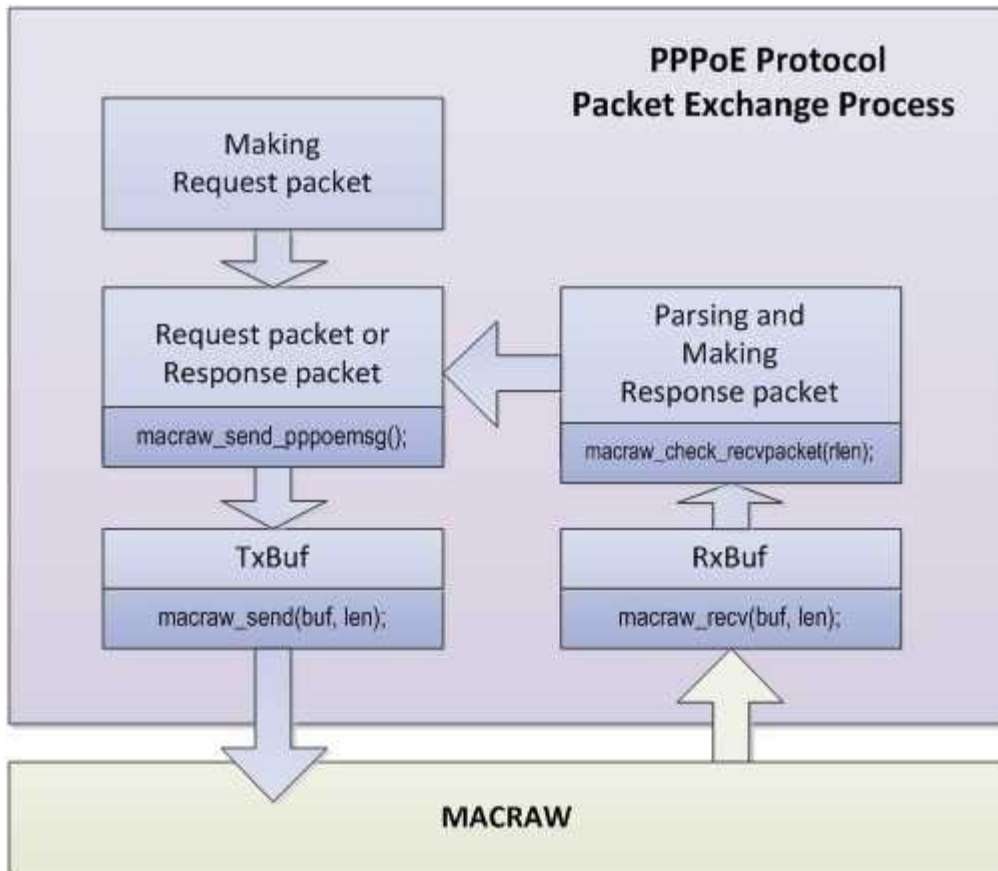 PPPoE Protocol
Packet Exchange Process
Making
Request packet
Request packet or
Response packet
macraw_send_pppoemsg();
Parsing and
Making
Response packet
macraw_check_recvpacket(rlen);
TxBuf
macraw_send(buf, len);
RxBuf
macraw_recv(buf, len);
MACRAW